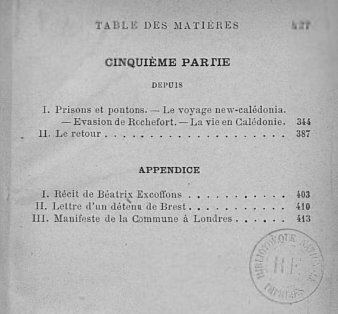 TABLE DES MATIÈRES 427
CINQUIÈME PARTIE
DEPUIS
I. Prisons et pontons. — Le voyage new-calédonia.
— Evasion de Rochefort. — La vie en Calédonie. 344
II. Le retour . . . . . . . . . . . . . . . . . . . . 387
APPENDICE
I. Récit de Béatrix Excoffons . . . . . . . . . . 403
II. Lettre d'un détenu de Brest . . . . . . . . . . 410
III. Manifeste de la Commune à Londres . . . . . . 413